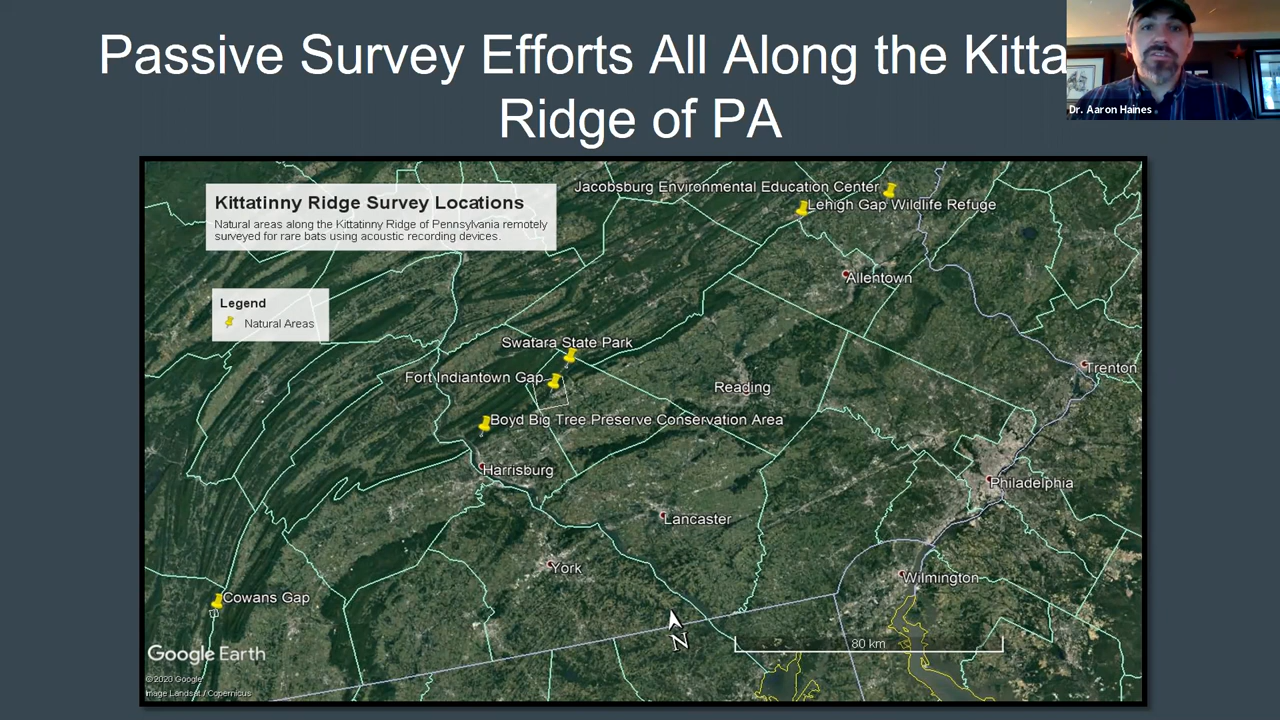 Passive Survey Efforts All Along the Kitta
Ridge of PA
Dr. Aaron Haines
Kittatinny Ridge Survey Locations
Natural areas along the Kittatinny Ridge of Pennsylvania remotely
surveyed for rare bats using acoustic recording devices.
Legend
Natural Areas
Jacobsburg Environmental Education Center
Lehigh Gap Wildlife Refuge
Allentown
Swatara State Park
Trenton
Fort Indiantown Gap
Reading
Boyd Big Tree Preserve Conservation Area
Harrisburg
Philadelphia
Lancaster
York
Wilmington
Cowans Gap
N
80 km
Google Earth
©2020 Google
Image Landsat / Copernicus